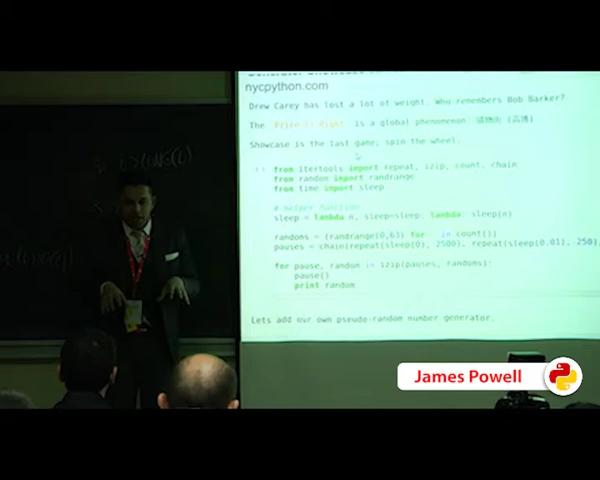 nycpython.com
Drew Carey has lost a lot of weight. Who remembers Bob Barker?
The Price is Right is a global phenomenon.
Showcase is the last game; spin the wheel.
from itertools import repeat, izip, count, chain
from random import randrange
from time import sleep
# helper function
sleep = lambda n, sleep=sleep: lambda: sleep(n)
randoms = (randrange(0,63) for _ in count())
pauses = chain(repeat(sleep(0), 2500), repeat(sleep(0.01), 250),
for pause, random in izip(pauses, randoms):
pause()
print random
Lets add our own pseudo-random number generator.
James Powell